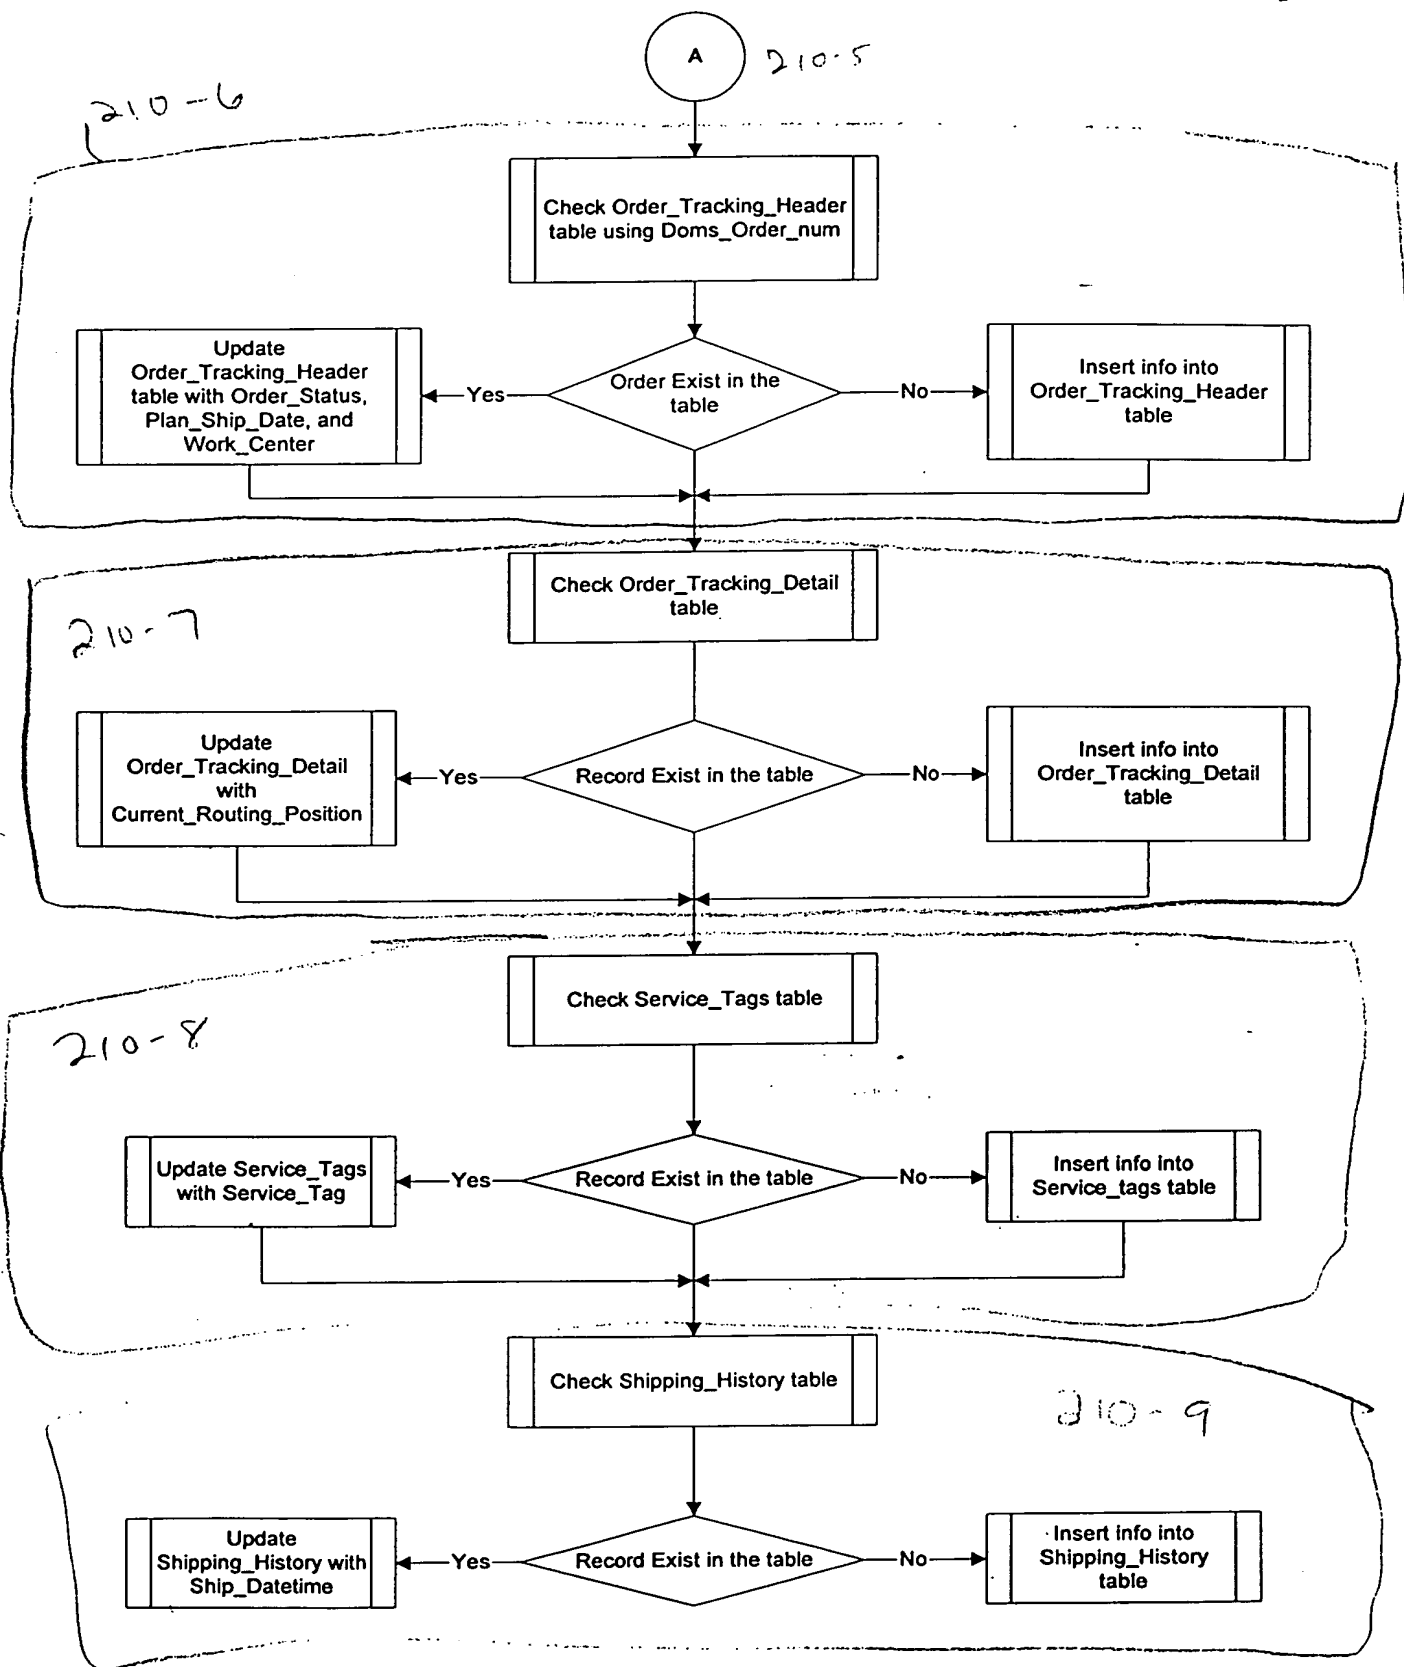 A
210-5
210-6
Check Order_Tracking_Header
table using Doms_Order_num
Update
Order_Tracking_Header
table with Order_Status,
Plan_Ship_Date, and
Work_Center
Yes
Order Exist in the
table
No
Insert info into
Order_Tracking_Header
table
Check Order_Tracking_Detail
table
210-7
Update
Order_Tracking_Detail
with
Current_Routing_Position
Yes
Record Exist in the table
No
Insert info into
Order_Tracking_Detail
table
Check Service_Tags table
210-8
Update Service_Tags
with Service_Tag
Yes
Record Exist in the table
No
Insert info into
Service_tags table
Check Shipping_History table
210-9
Update
Shipping_History with
Ship_Datetime
Yes
Record Exist in the table
No
Insert info into
Shipping_History
table